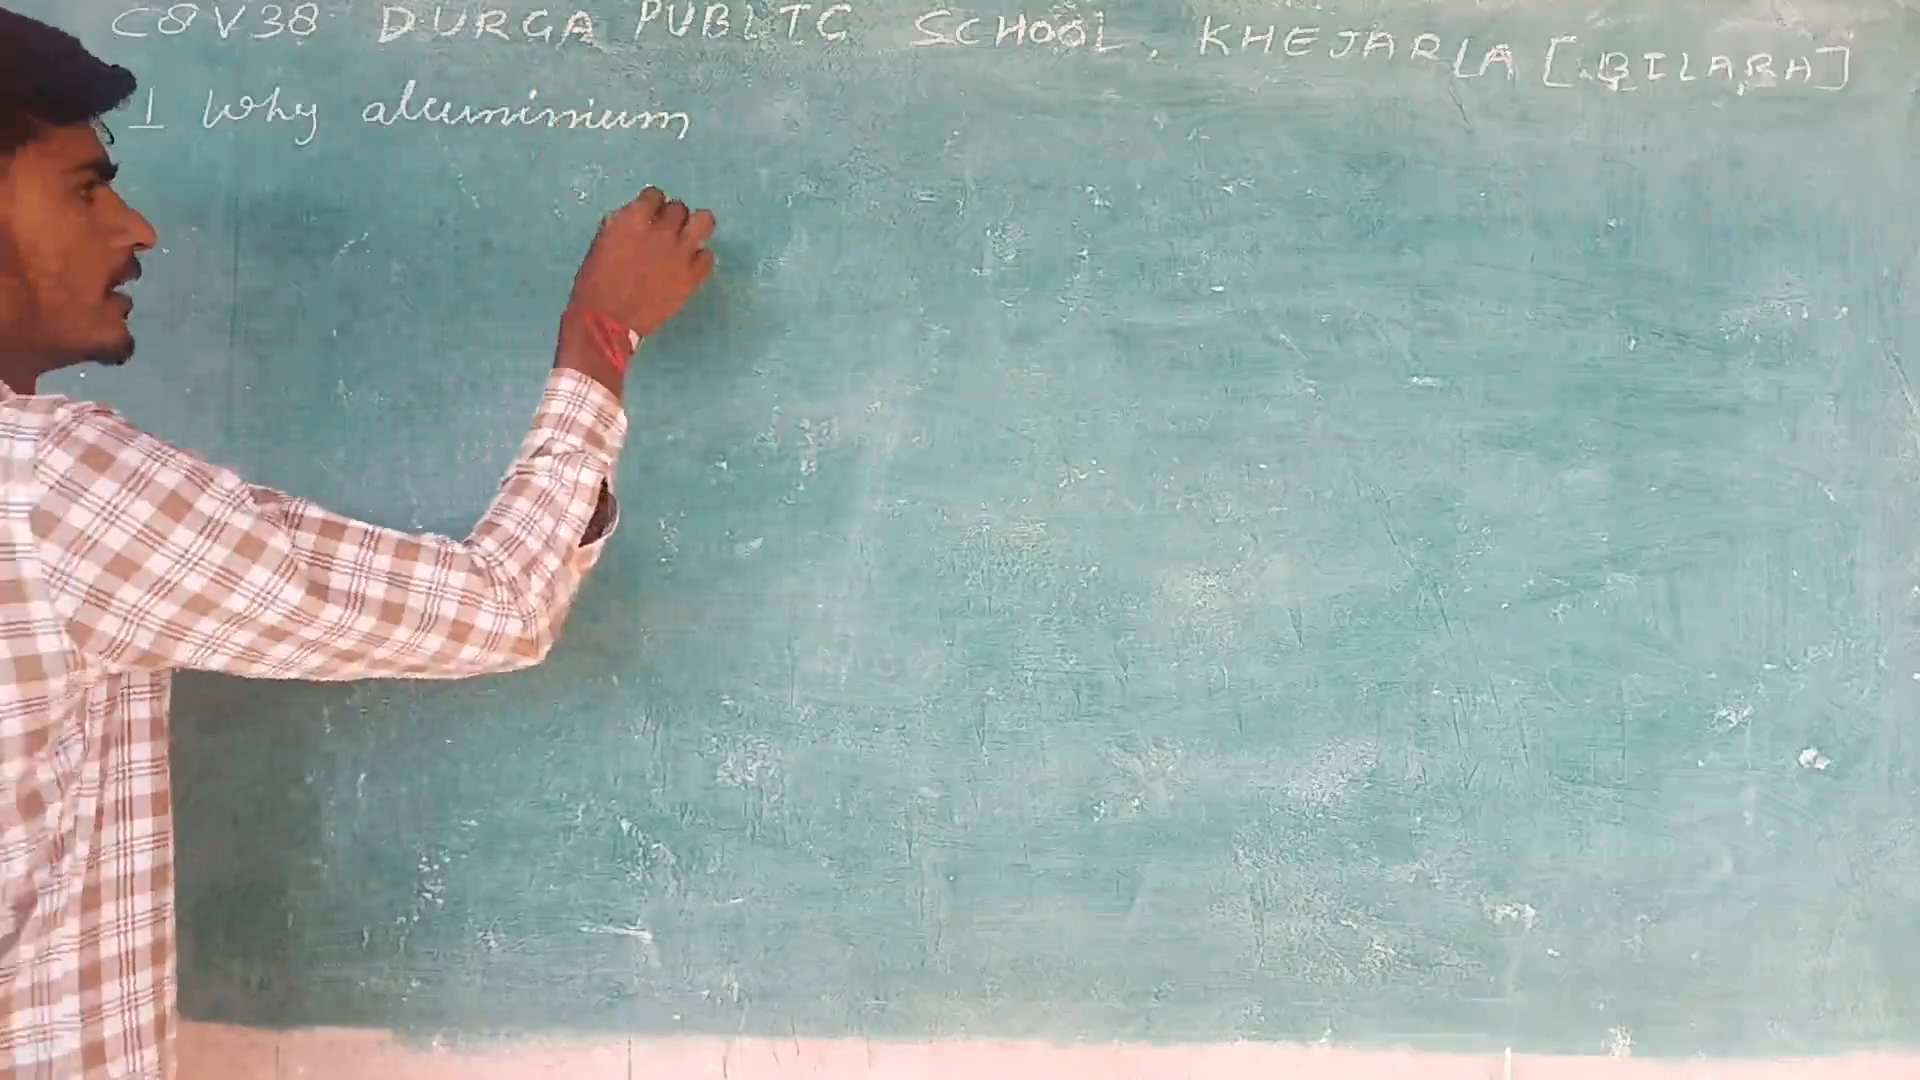 C8V38 DURGA PUBLIC SCHOOL, KHEJARLA [BILARA]
1 Why aluminium